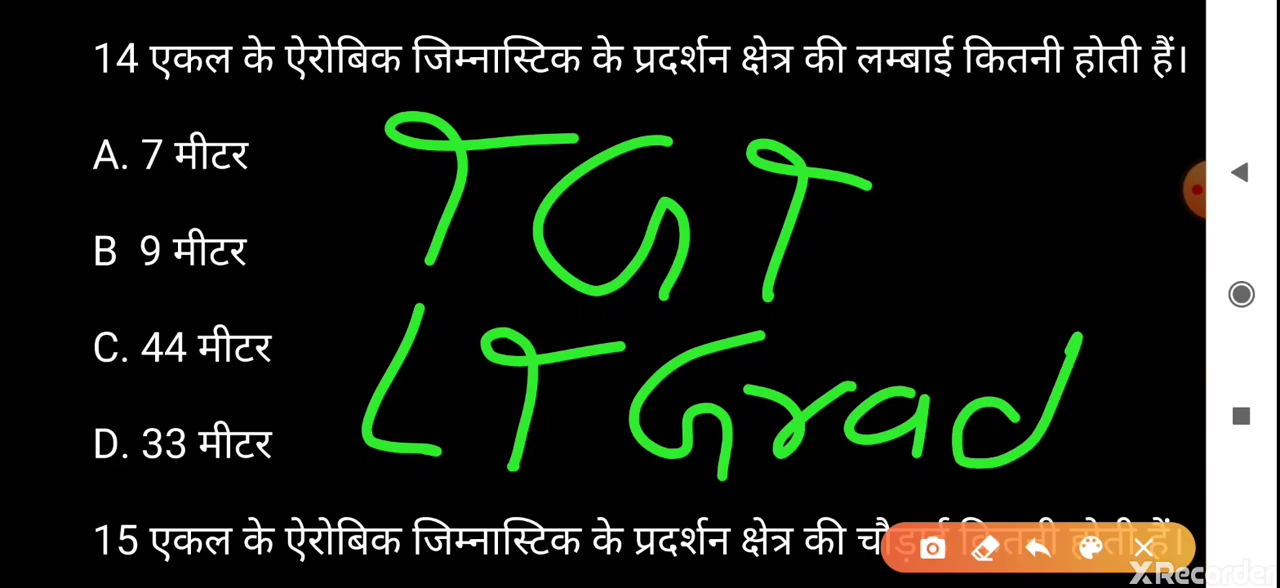 14 एकल के ऐरोबिक जिम्नास्टिक के प्रदर्शन क्षेत्र की लम्बाई कितनी होती हैं।
A. 7 मीटर
TGT
B 9 मीटर
C. 44 मीटर
LT Grad
D. 33 मीटर
15 एकल के ऐरोबिक जिम्नास्टिक के प्रदर्शन क्षेत्र की चौड़ाई कितनी होती हैं।
XRecorder